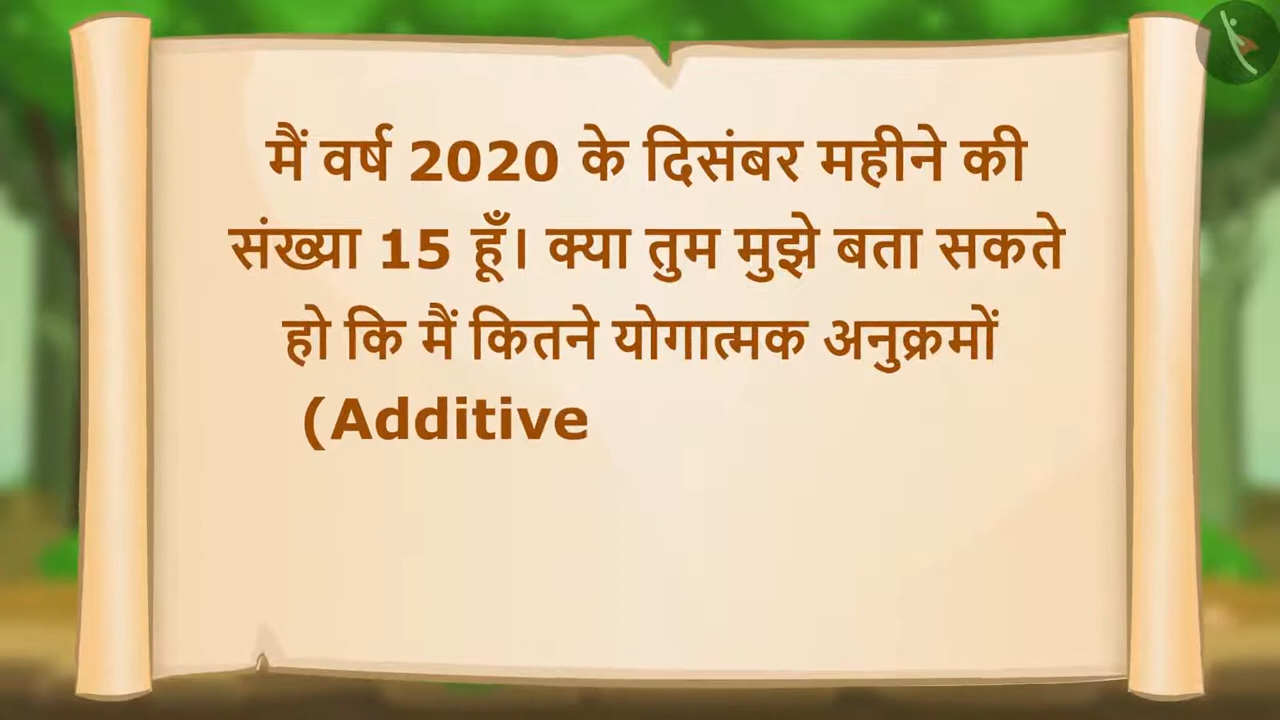 मैं वर्ष 2020 के दिसंबर महीने की
संख्या 15 हूँ। क्या तुम मुझे बता सकते
हो कि मैं कितने योगात्मक अनुक्रमों
(Additive